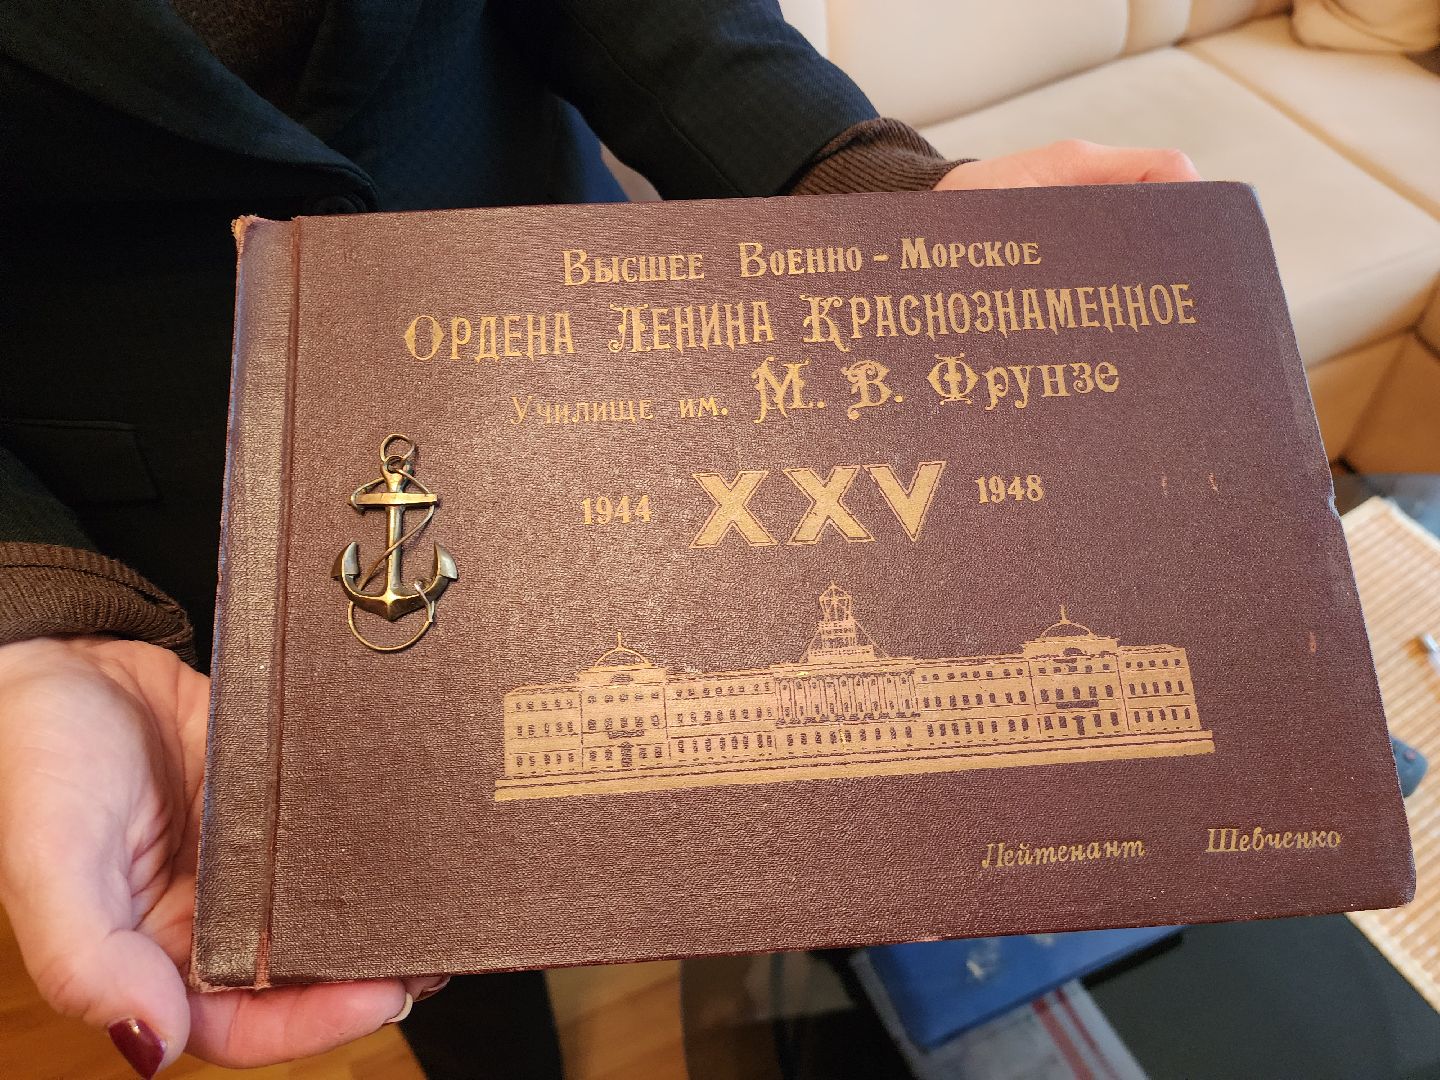 Высшее Военно-Морское
Ордена Ленина Краснознаменное
Училище им. М. В. Фрунзе
1944 XXV 1948
Лейтенант Шевченко